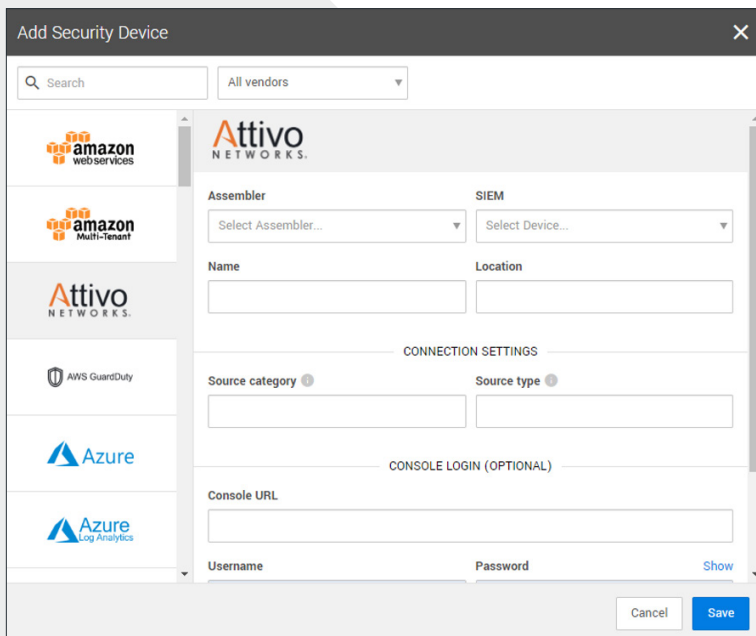 Add Security Device
Search
All vendors
amazon
webservices
amazon
Multi-Tenant
Attivo
NETWORKS.
AWS GuardDuty
Azure
Azure
Log Analytics
Attivo
NETWORKS.
Assembler
SIEM
Select Assembler...
Select Device...
Name
Location
CONNECTION SETTINGS
Source category
Source type
CONSOLE LOGIN (OPTIONAL)
Console URL
Username
Password
Show
Cancel
Save